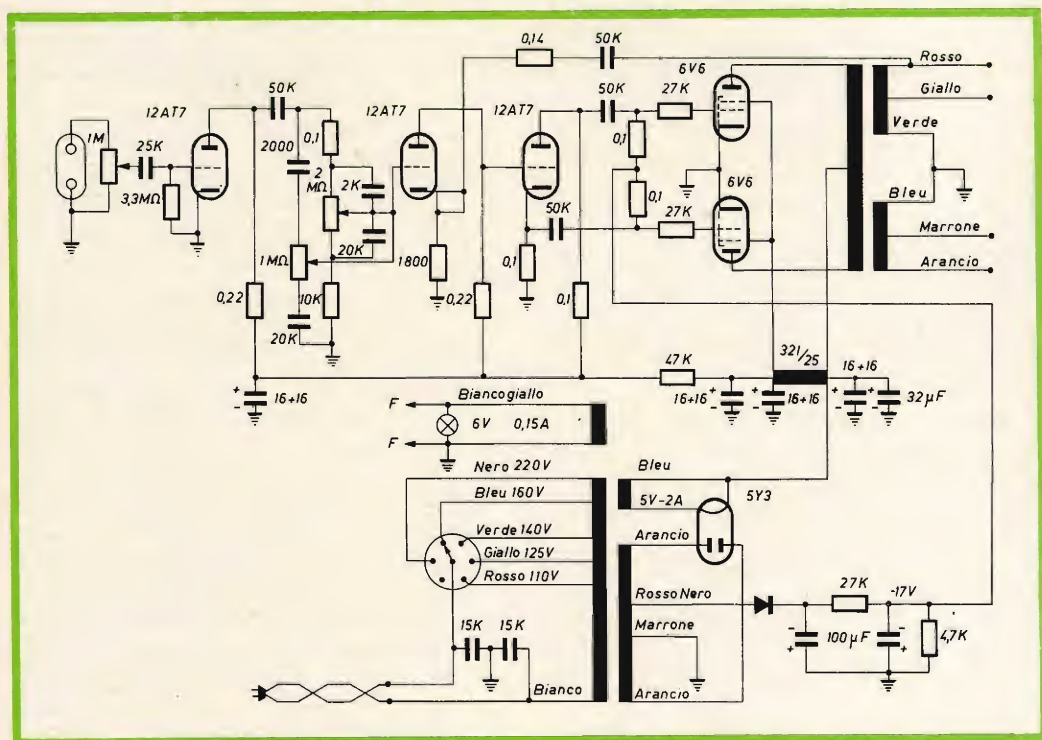 0,14
50K
Rosso
6V6
50K
12AT7
12AT7
12AT7
50K
27K
Giallo
1M
25K
2000
0,1
2
MΩ
2K
0,1
Verde
3,3MΩ
6V6
Bleu
0,1
50K
27K
20K
Marrone
1MΩ
1800
Arancio
0,22
10K
0,22
0,1
0,1
20K
47K
321/25
16+16
+
-
16+16
+
-
16+16
+
-
16+16
+
-
32µF
+
-
Biancogiallo
F
6V 0,15A
F
Nero 220V
Bleu
Bleu 160V
5V-2A
5Y3
Verde 140V
Arancio
Giallo 125V
Rosso 110V
Rosso Nero
27K
-17V
15K
15K
Marrone
-
+
100µF
-
+
4,7K
Bianco
Arancio